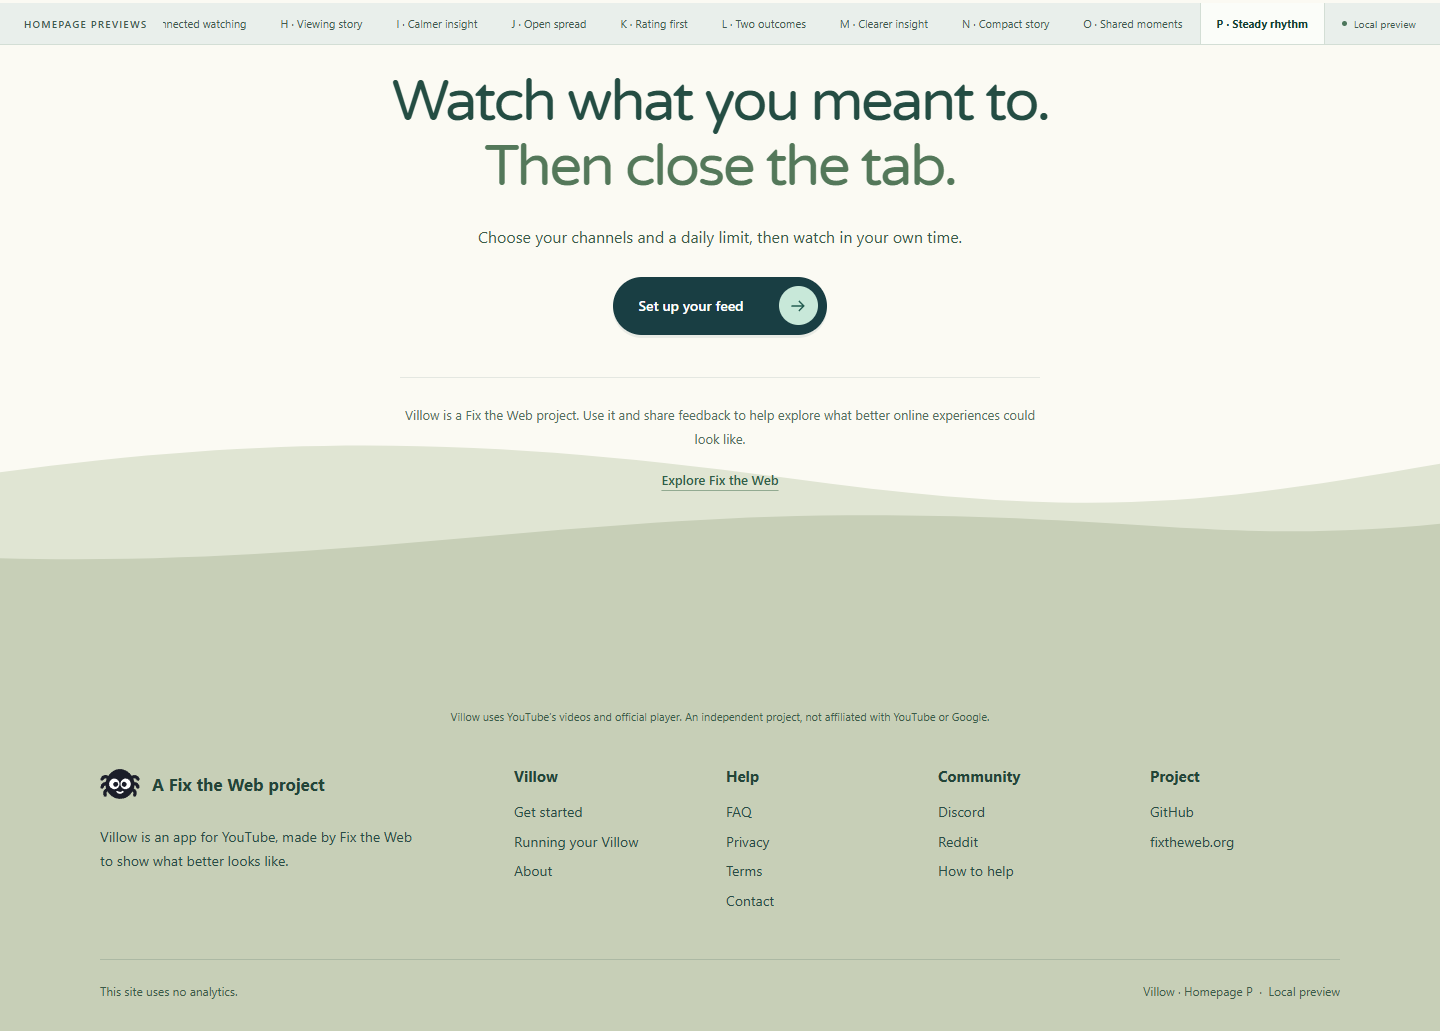 HOMEPAGE PREVIEWS
nnected watching
H · Viewing story
I · Calmer insight
J · Open spread
K · Rating first
L · Two outcomes
M · Clearer insight
N · Compact story
O · Shared moments
P · Steady rhythm
Local preview
Watch what you meant to.
Then close the tab.
Choose your channels and a daily limit, then watch in your own time.
Set up your feed
Villow is a Fix the Web project. Use it and share feedback to help explore what better online experiences could
look like.
Explore Fix the Web
Villow uses YouTube's videos and official player. An independent project, not affiliated with YouTube or Google.
A Fix the Web project
Villow is an app for YouTube, made by Fix the Web
to show what better looks like.
Villow
Get started
Running your Villow
About
Help
FAQ
Privacy
Terms
Contact
Community
Discord
Reddit
How to help
Project
GitHub
fixtheweb.org
This site uses no analytics.
Villow · Homepage P · Local preview